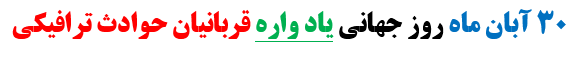 ۳۰ آبان ماه روز جهانی یاد واره قربانیان حوادث ترافیکی